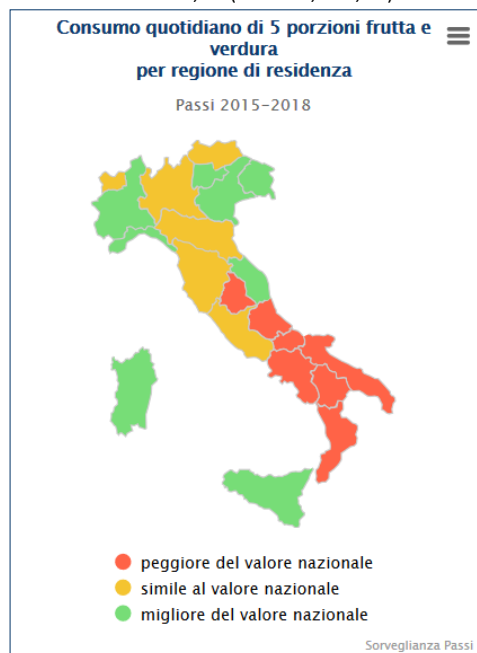 Consumo quotidiano di 5 porzioni frutta e
verdura
per regione di residenza
Passi 2015-2018
peggiore del valore nazionale
simile al valore nazionale
migliore del valore nazionale
Sorveglianza Passi